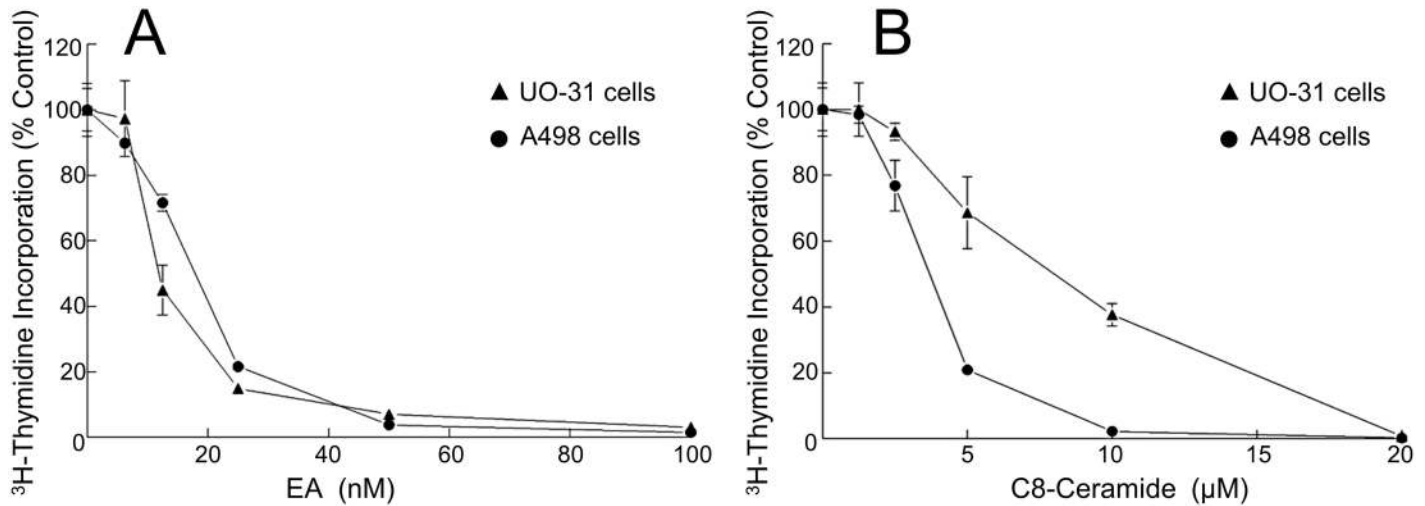 A
³H-Thymidine Incorporation (% Control)
120
100
80
60
40
20
0
20
40
60
80
100
EA (nM)
UO-31 cells
A498 cells
B
³H-Thymidine Incorporation (% Control)
120
100
80
60
40
20
0
5
10
15
20
C8-Ceramide (μM)
UO-31 cells
A498 cells